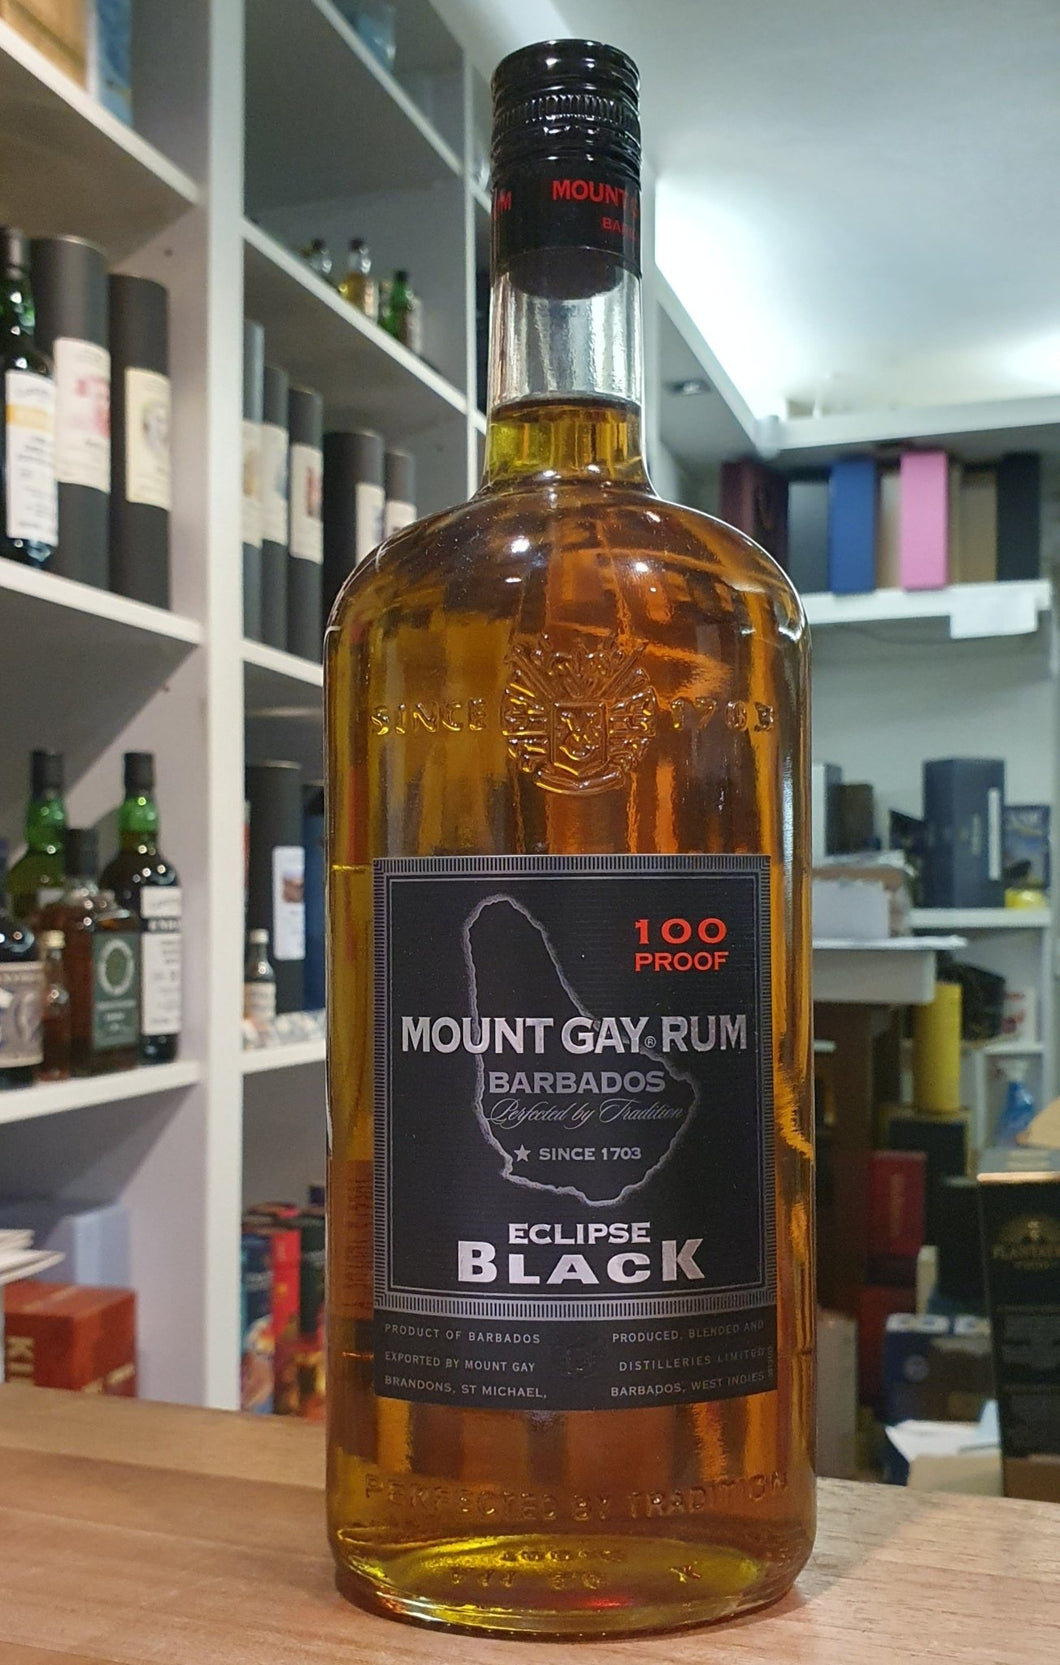 MOUNT
SINCE 1703
100
PROOF
MOUNT GAY® RUM
BARBADOS
Perfected by Tradition
★ SINCE 1703
ECLIPSE
BLACK
PRODUCT OF BARBADOS PRODUCED, BLENDED AND
EXPORTED BY MOUNT GAY DISTILLERIES LIMITED
BRANDONS, ST MICHAEL, BARBADOS, WEST INDIES
PERFECTED BY TRADITION